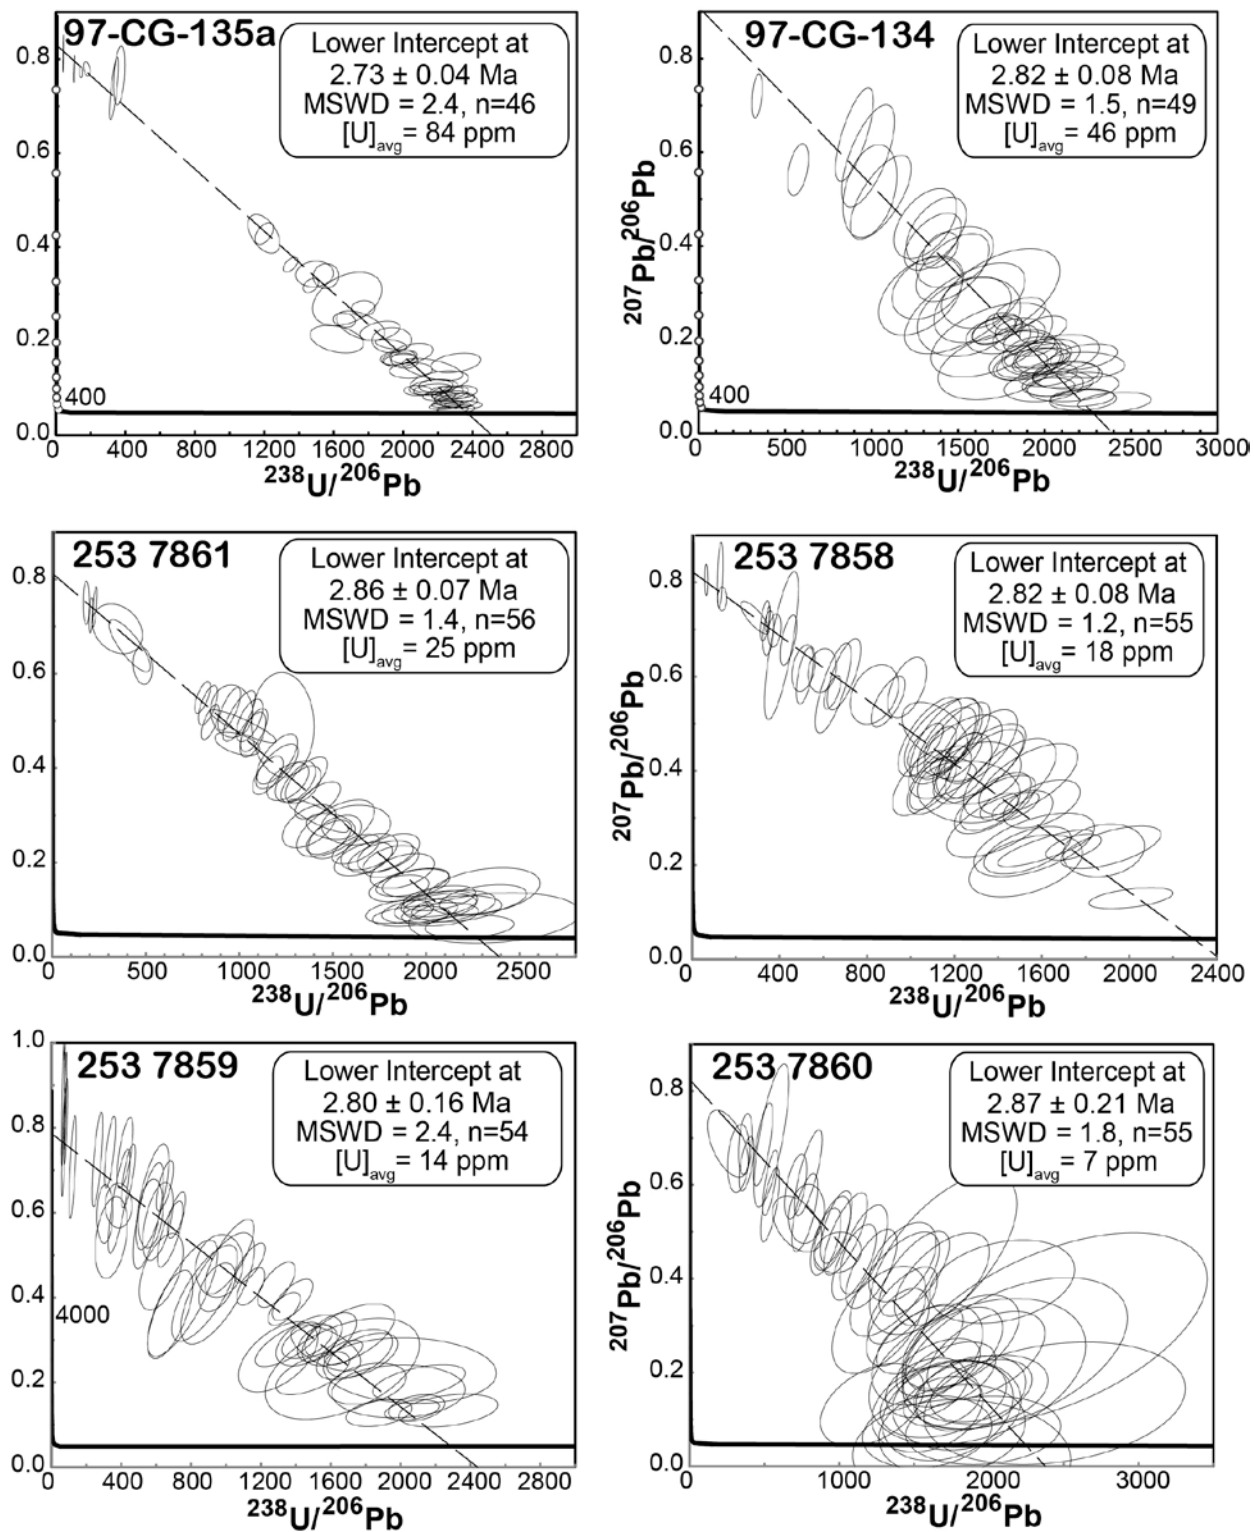 97-CG-135a
Lower Intercept at
2.73 ± 0.04 Ma
MSWD = 2.4, n=46
[U]avg = 84 ppm
0.8
0.6
0.4
0.2
0.0
400
0 400 1200 1600 2000 2400 2800
238U/206Pb
97-CG-134
Lower Intercept at
2.82 ± 0.08 Ma
MSWD = 1.5, n=49
[U]avg = 46 ppm
207Pb/206Pb
0.8
0.6
0.4
0.2
0.0
400
0 500 1000 1500 2000 2500 3000
238U/206Pb
253 7861
Lower Intercept at
2.86 ± 0.07 Ma
MSWD = 1.4, n=56
[U]avg = 25 ppm
0.8
0.6
0.4
0.2
0.0
500 1000 1500 2000 2500
238U/206Pb
253 7858
Lower Intercept at
2.82 ± 0.08 Ma
MSWD = 1.2, n=55
[U]avg = 18 ppm
207Pb/206Pb
0.8
0.6
0.4
0.2
0.0
400 800 1200 1600 2000 2400
238U/206Pb
253 7859
Lower Intercept at
2.80 ± 0.16 Ma
MSWD = 2.4, n=54
[U]avg = 14 ppm
1.0
0.8
0.6
0.4
0.2
0.0
4000
0 400 800 1200 1600 2000 2400 2800
238U/206Pb
253 7860
Lower Intercept at
2.87 ± 0.21 Ma
MSWD = 1.8, n=55
[U]avg = 7 ppm
207Pb/206Pb
0.8
0.6
0.4
0.2
0.0
0 1000 2000 3000
238U/206Pb